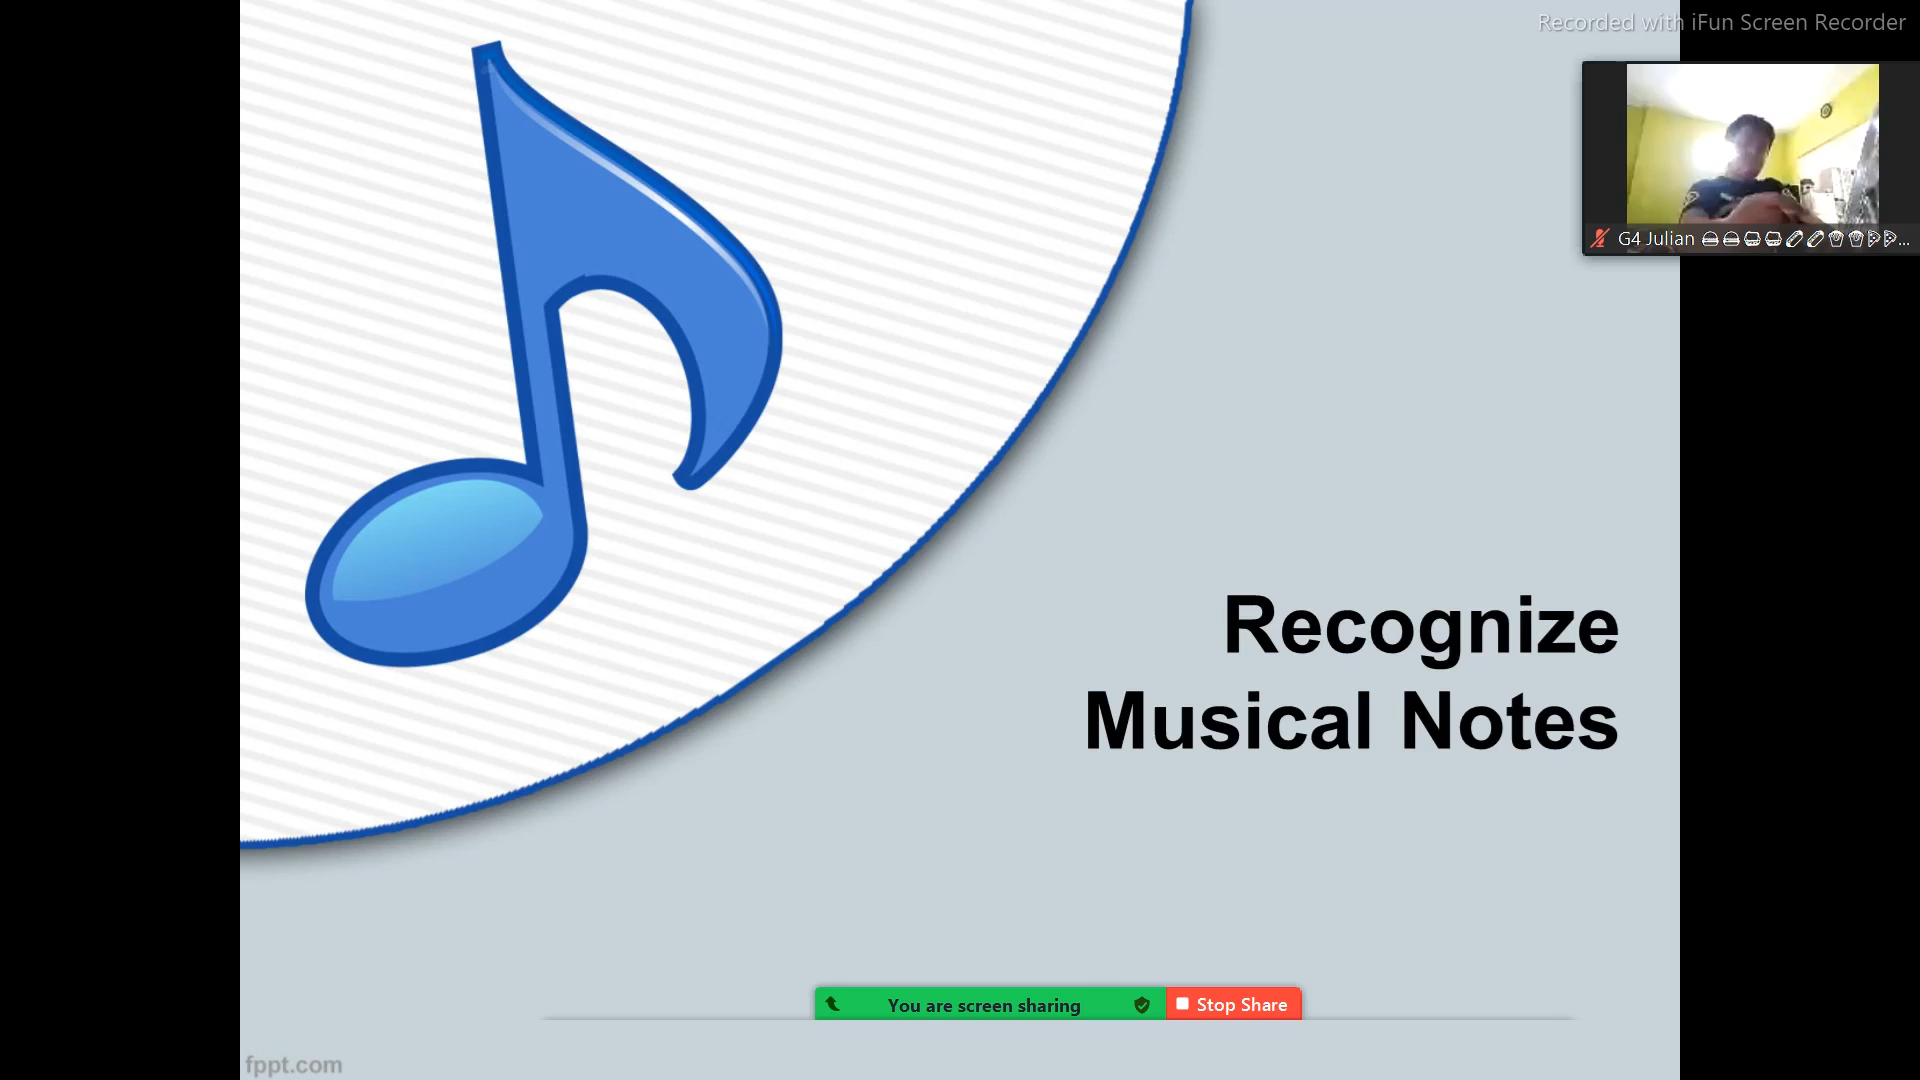 Recorded with iFun Screen Recorder
G4 Julian 🍔🍔🍞🍞🌭🌭🍿🍿🍕🍕...
Recognize
Musical Notes
You are screen sharing
Stop Share
fppt.com